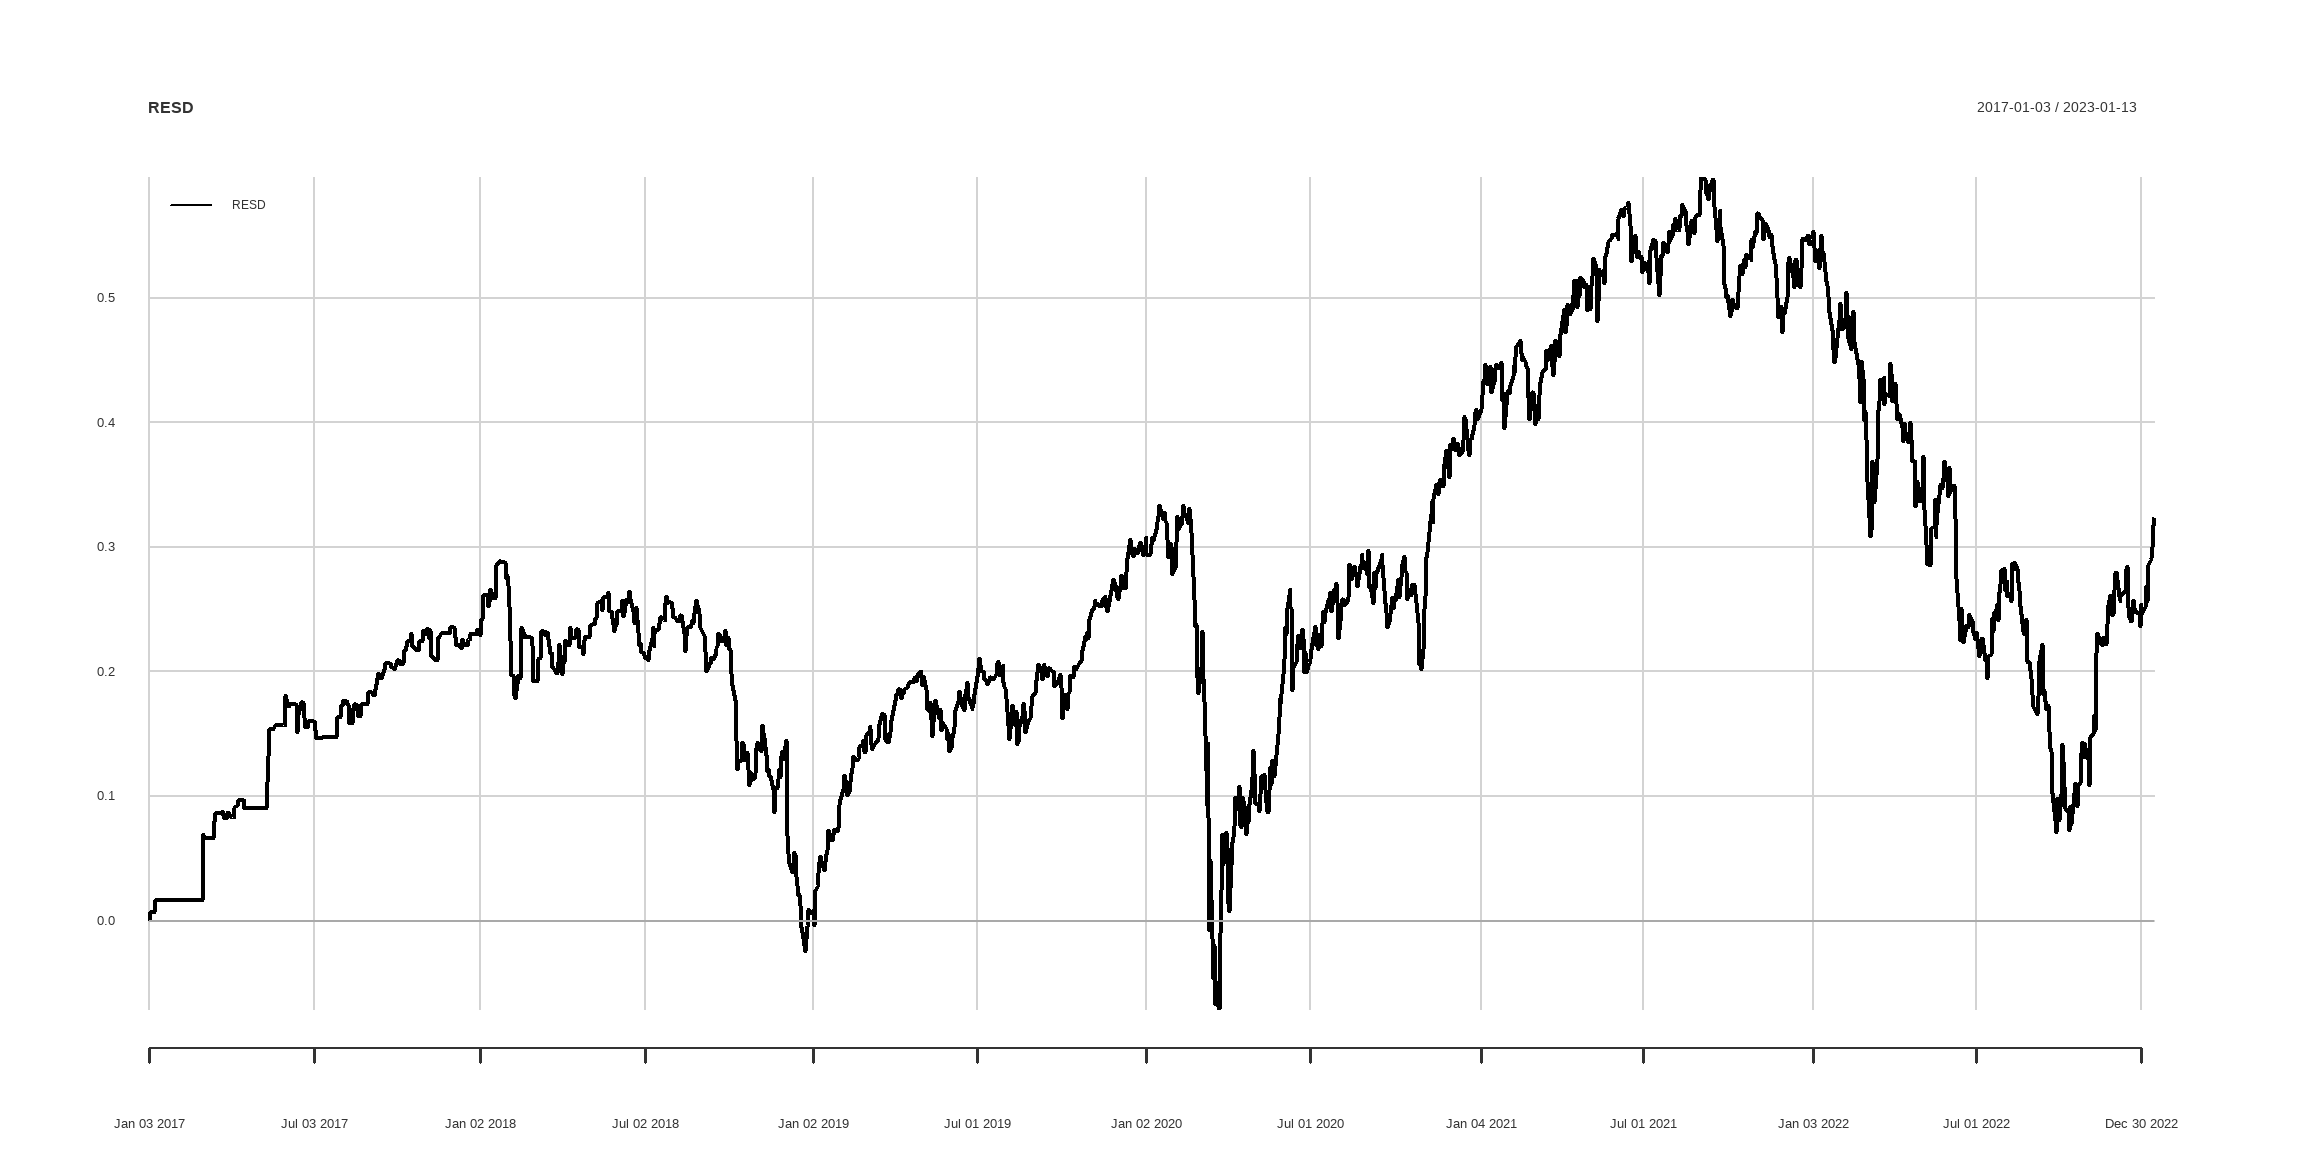 RESD
2017-01-03 / 2023-01-13
RESD
0.5
0.4
0.3
0.2
0.1
0.0
Jan 03 2017
Jul 03 2017
Jan 02 2018
Jul 02 2018
Jan 02 2019
Jul 01 2019
Jan 02 2020
Jul 01 2020
Jan 04 2021
Jul 01 2021
Jan 03 2022
Jul 01 2022
Dec 30 2022